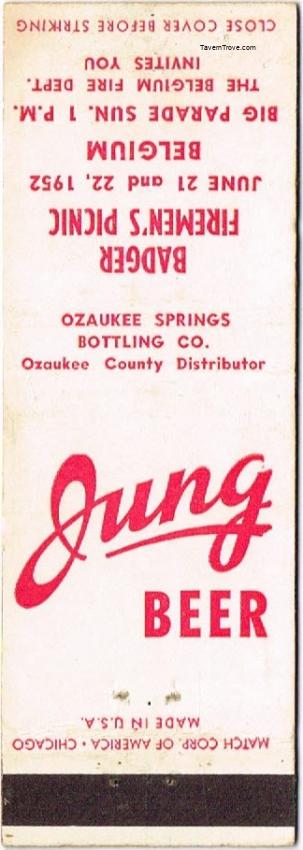 TavernTrove.com
MATCH CORP. OF AMERICA • CHICAGO
MADE IN U.S.A.
BADGER
FIREMEN'S PICNIC
JUNE 21 and 22, 1952
BELGIUM
BIG PARADE SUN. 1 P.M.
THE BELGIUM FIRE DEPT.
INVITES YOU
CLOSE COVER BEFORE STRIKING
OZAUKEE SPRINGS
BOTTLING CO.
Ozaukee County Distributor
Jung
BEER